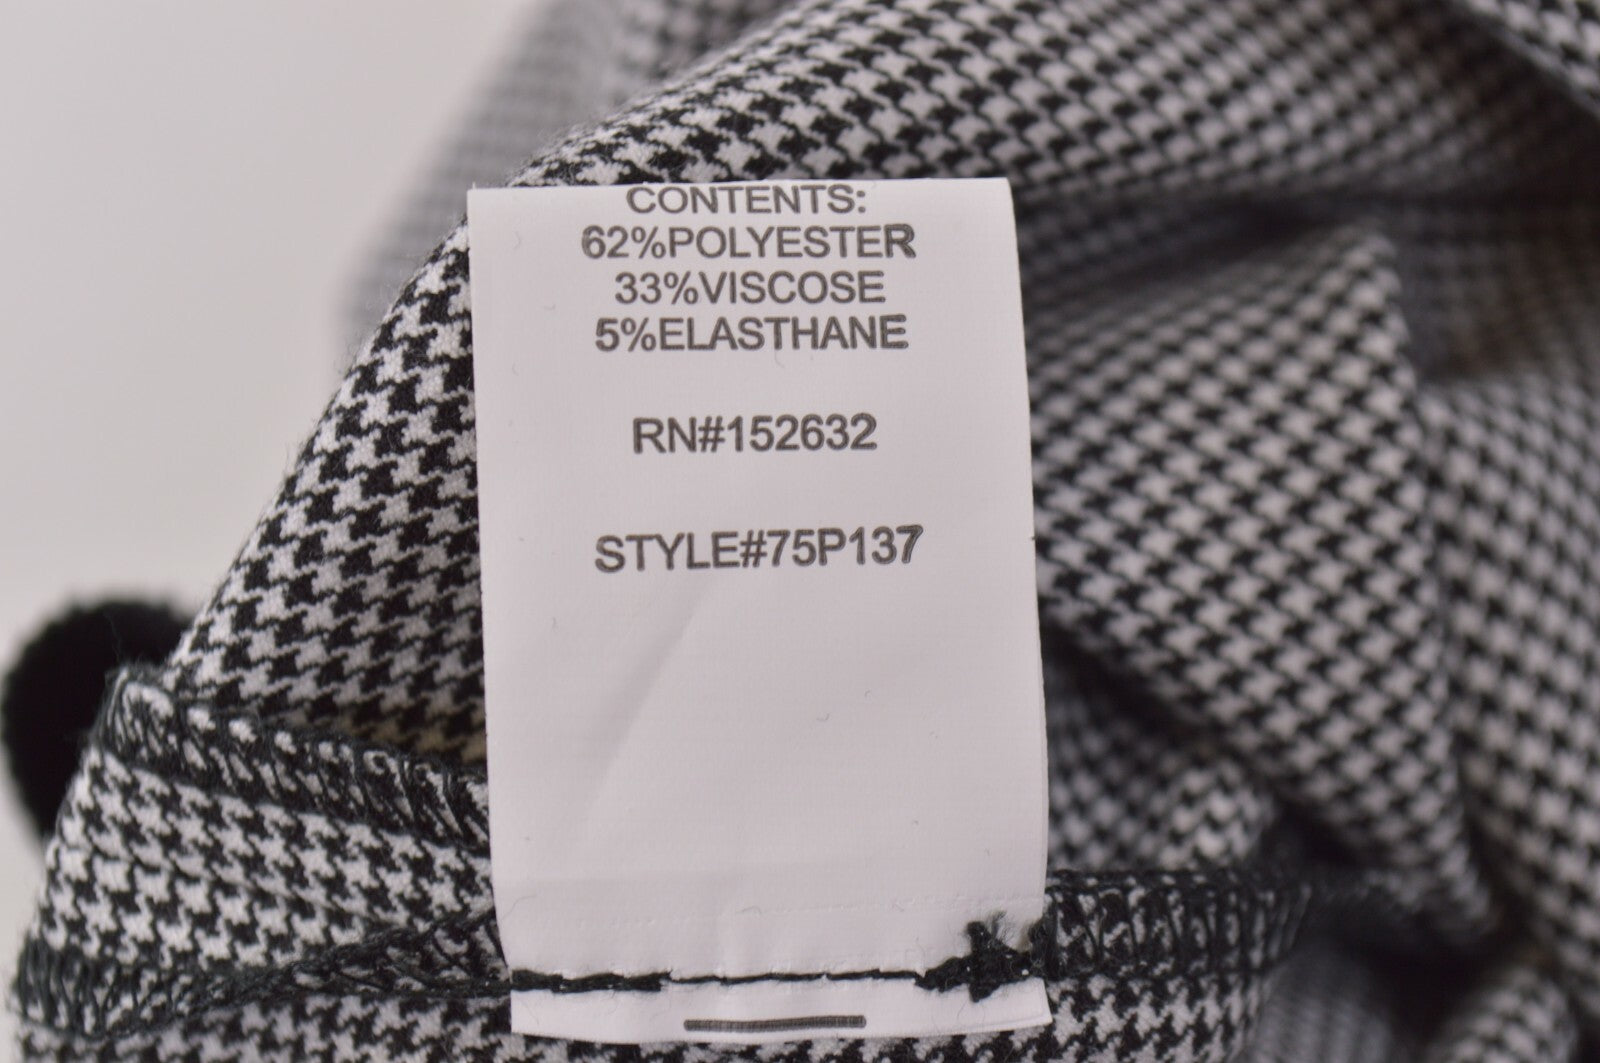 CONTENTS:
62%POLYESTER
33%VISCOSE
5%ELASTHANE
RN#152632
STYLE#75P137